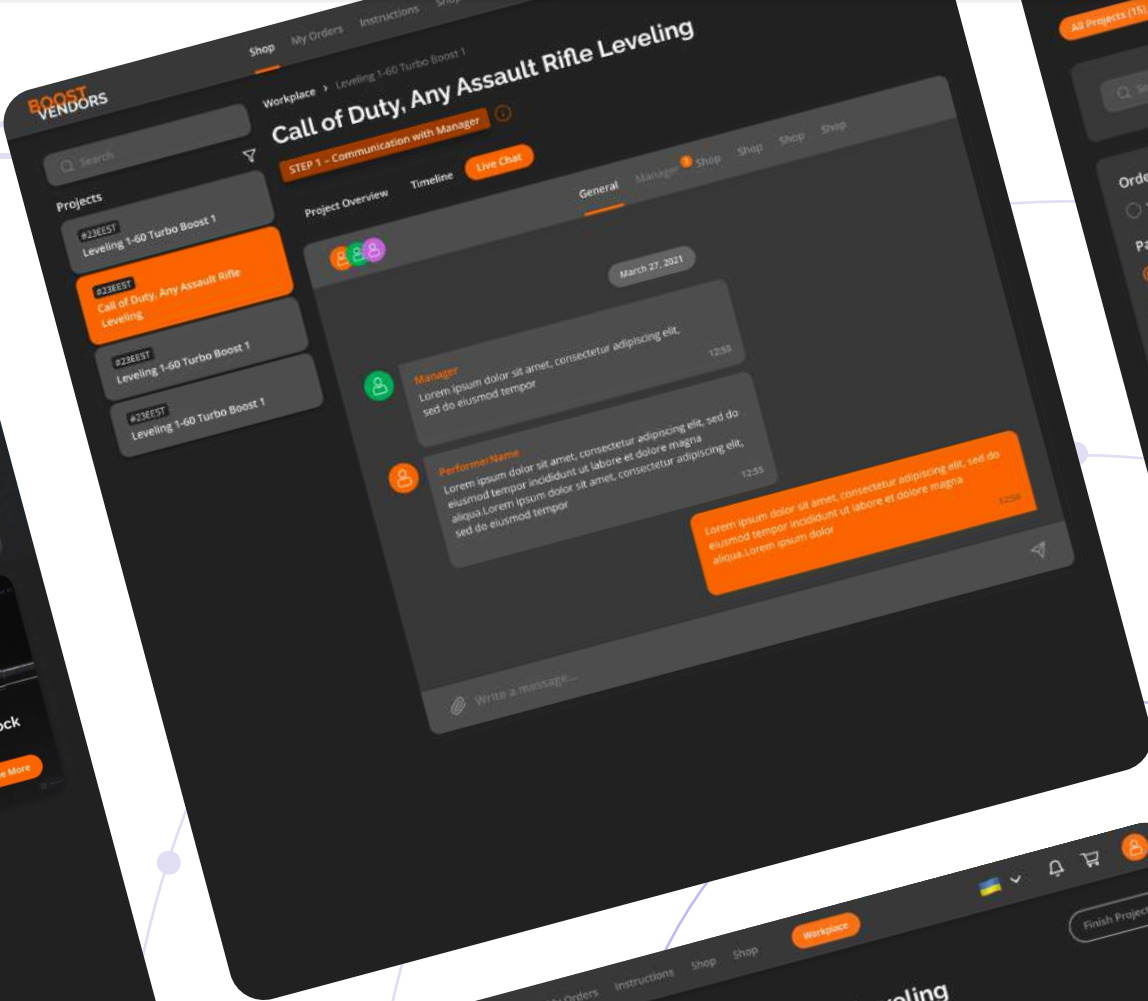 Shop
My Orders
Instructions
BOOST
VENDORS
Search
Projects
#23EEST
Leveling 1-60 Turbo Boost 1
#23EEST
Call of Duty, Any Assault Rifle
Leveling
#23EEST
Leveling 1-60 Turbo Boost 1
#23EEST
Leveling 1-60 Turbo Boost 1
Workplace › Leveling 1-60 Turbo Boost 1
Call of Duty, Any Assault Rifle Leveling
STEP 1 – Communication with Manager
Project Overview
Timeline
Live Chat
General
Manager
Shop
Shop
Shop
Shop
March 27, 2021
Manager
Lorem ipsum dolor sit amet, consectetur adipiscing elit,
sed do eiusmod tempor
12:53
PerformerName
Lorem ipsum dolor sit amet, consectetur adipiscing elit, sed do
eiusmod tempor incididunt ut labore et dolore magna
aliqua.Lorem ipsum dolor sit amet, consectetur adipiscing elit,
sed do eiusmod tempor
12:55
Lorem ipsum dolor sit amet, consectetur adipiscing elit, sed do
eiusmod tempor incididunt ut labore et dolore magna
aliqua.Lorem ipsum dolor
Write a message...
All Projects (15)
Orde
Pa
ock
e More
Orders
Instructions
Shop
Shop
Workplace
Finish Project
eling